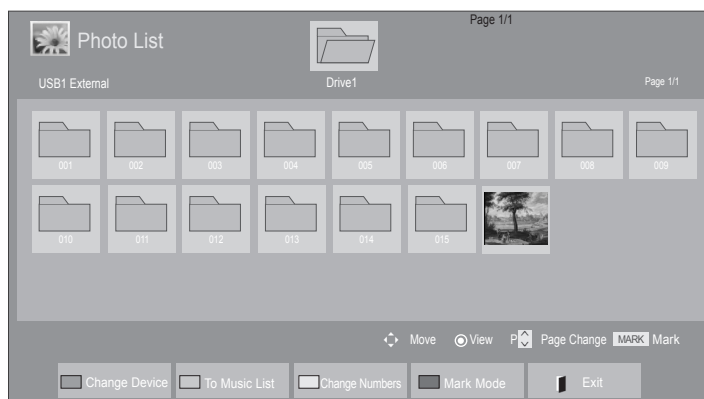 Page 1/1
Photo List
USB1 External
Drive1
Page 1/1
001 002 003 004 005 006 007 008 009
010 011 012 013 014 015
Move View P Page Change MARK Mark
Change Device To Music List Change Numbers Mark Mode Exit